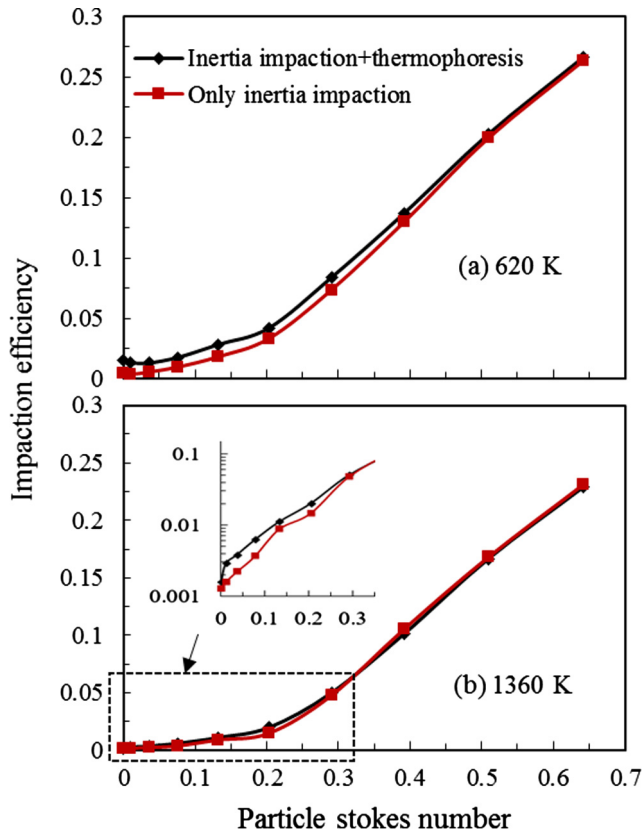 0.3
Inertia impaction+thermophoresis
0.25
Only inertia impaction
0.2
0.15
0.1
(a) 620 K
0.05
0
Impaction efficiency
0.3
0.25
0.1
0.2
0.01
0.15
0.001
0 0.1 0.2 0.3
0.1
0.05
(b) 1360 K
0
0 0.1 0.2 0.3 0.4 0.5 0.6 0.7
Particle stokes number